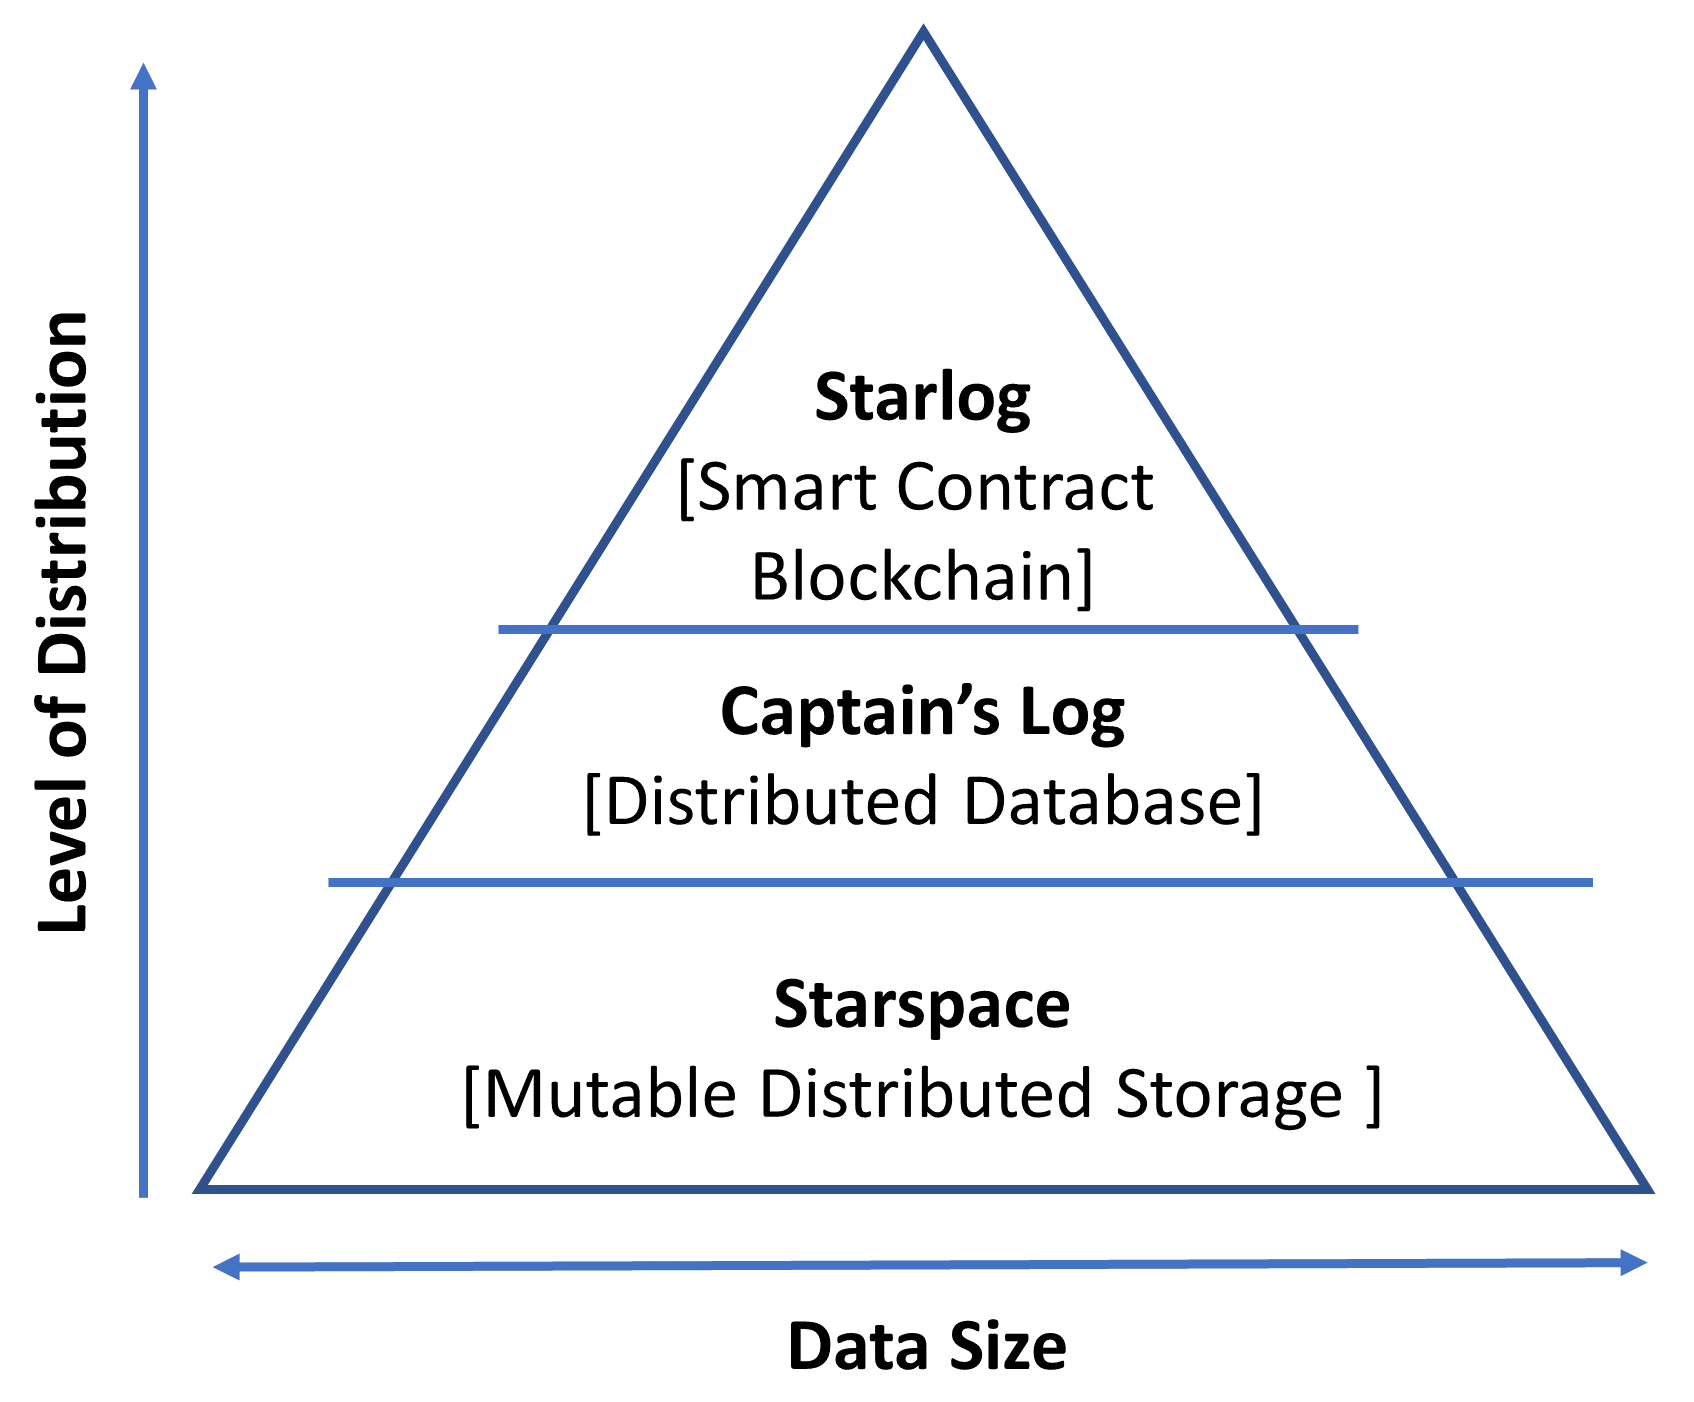 Level of Distribution
Starlog
[Smart Contract
Blockchain]
Captain’s Log
[Distributed Database]
Starspace
[Mutable Distributed Storage ]
Data Size